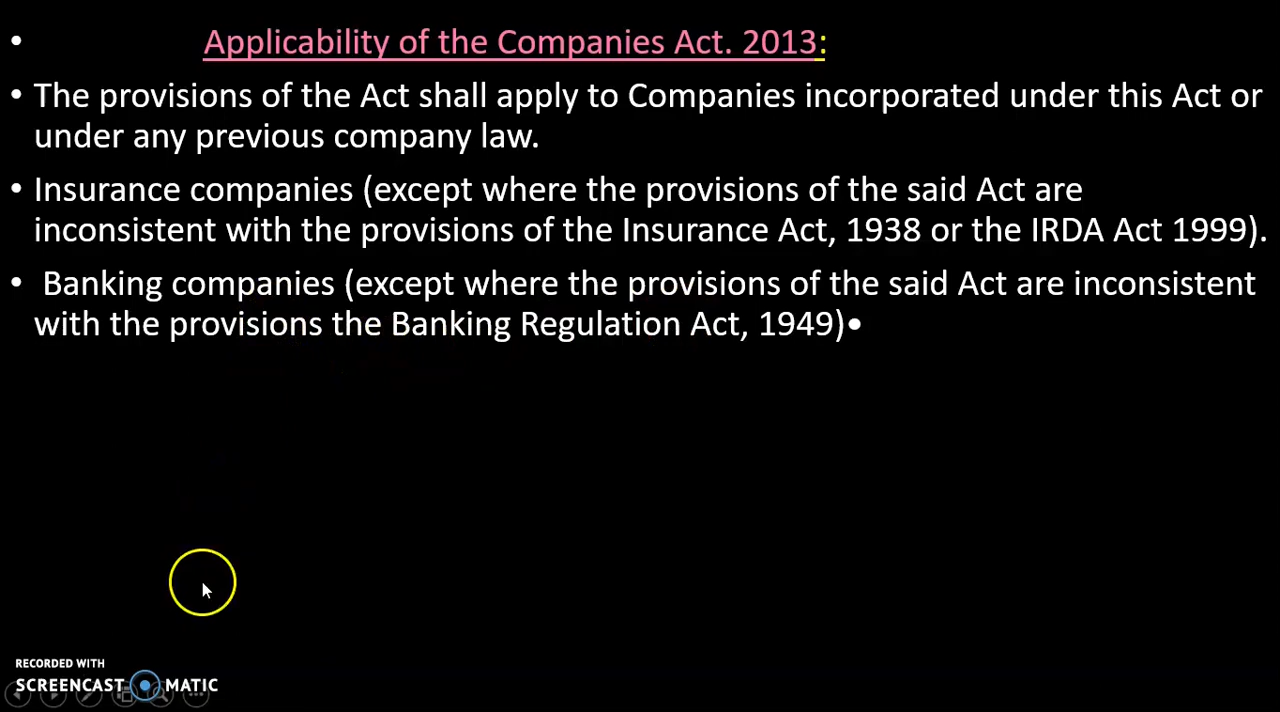 • Applicability of the Companies Act. 2013:
• The provisions of the Act shall apply to Companies incorporated under this Act or
under any previous company law.
• Insurance companies (except where the provisions of the said Act are
inconsistent with the provisions of the Insurance Act, 1938 or the IRDA Act 1999).
• Banking companies (except where the provisions of the said Act are inconsistent
with the provisions the Banking Regulation Act, 1949)•
RECORDED WITH
SCREENCAST MATIC